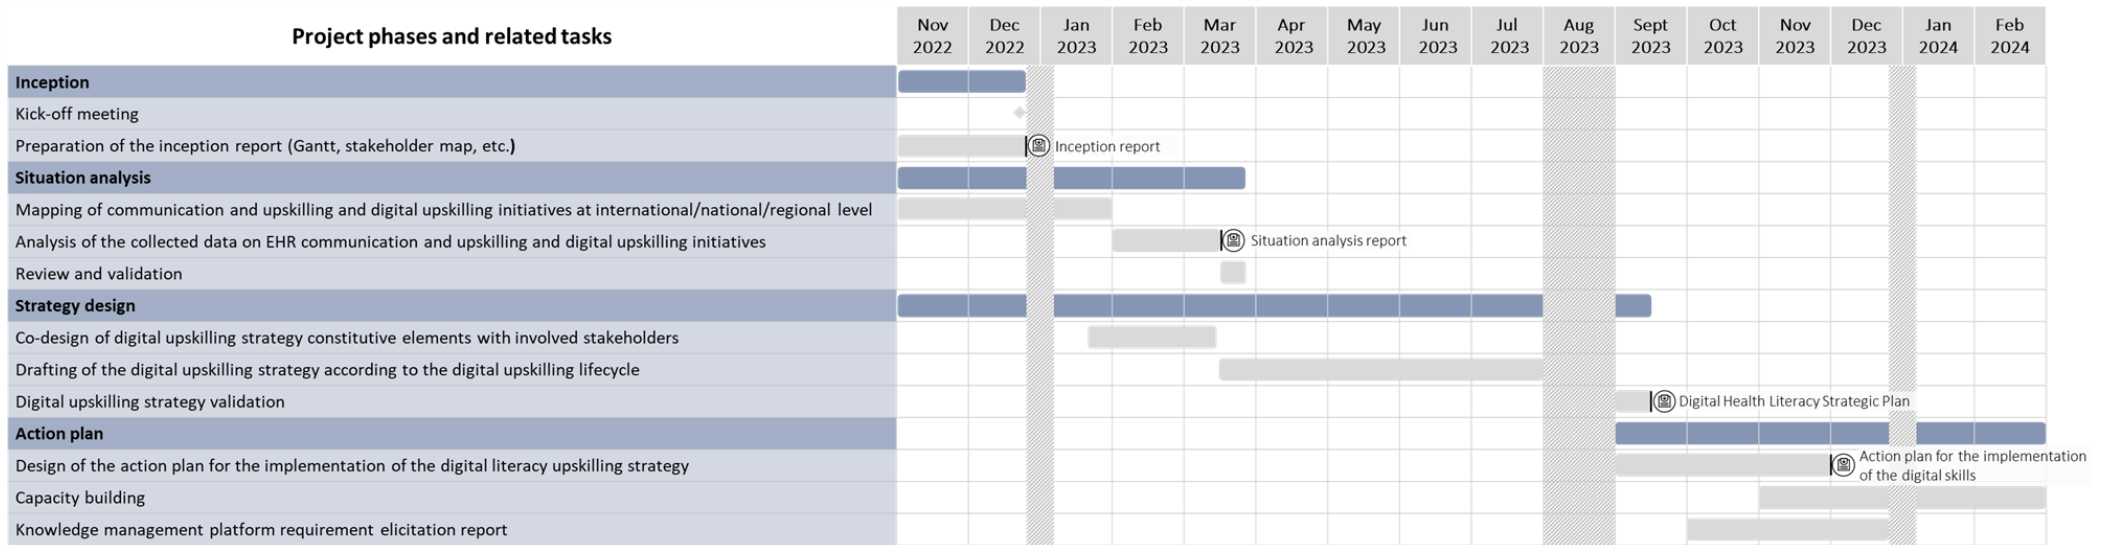 Project phases and related tasks
Nov 2022
Dec 2022
Jan 2023
Feb 2023
Mar 2023
Apr 2023
May 2023
Jun 2023
Jul 2023
Aug 2023
Sept 2023
Oct 2023
Nov 2023
Dec 2023
Jan 2024
Feb 2024
Inception
Kick-off meeting
Preparation of the inception report (Gantt, stakeholder map, etc.)
Inception report
Situation analysis
Mapping of communication and upskilling and digital upskilling initiatives at international/national/regional level
Analysis of the collected data on EHR communication and upskilling and digital upskilling initiatives
Situation analysis report
Review and validation
Strategy design
Co-design of digital upskilling strategy constitutive elements with involved stakeholders
Drafting of the digital upskilling strategy according to the digital upskilling lifecycle
Digital upskilling strategy validation
Digital Health Literacy Strategic Plan
Action plan
Design of the action plan for the implementation of the digital literacy upskilling strategy
Action plan for the implementation
of the digital skills
Capacity building
Knowledge management platform requirement elicitation report